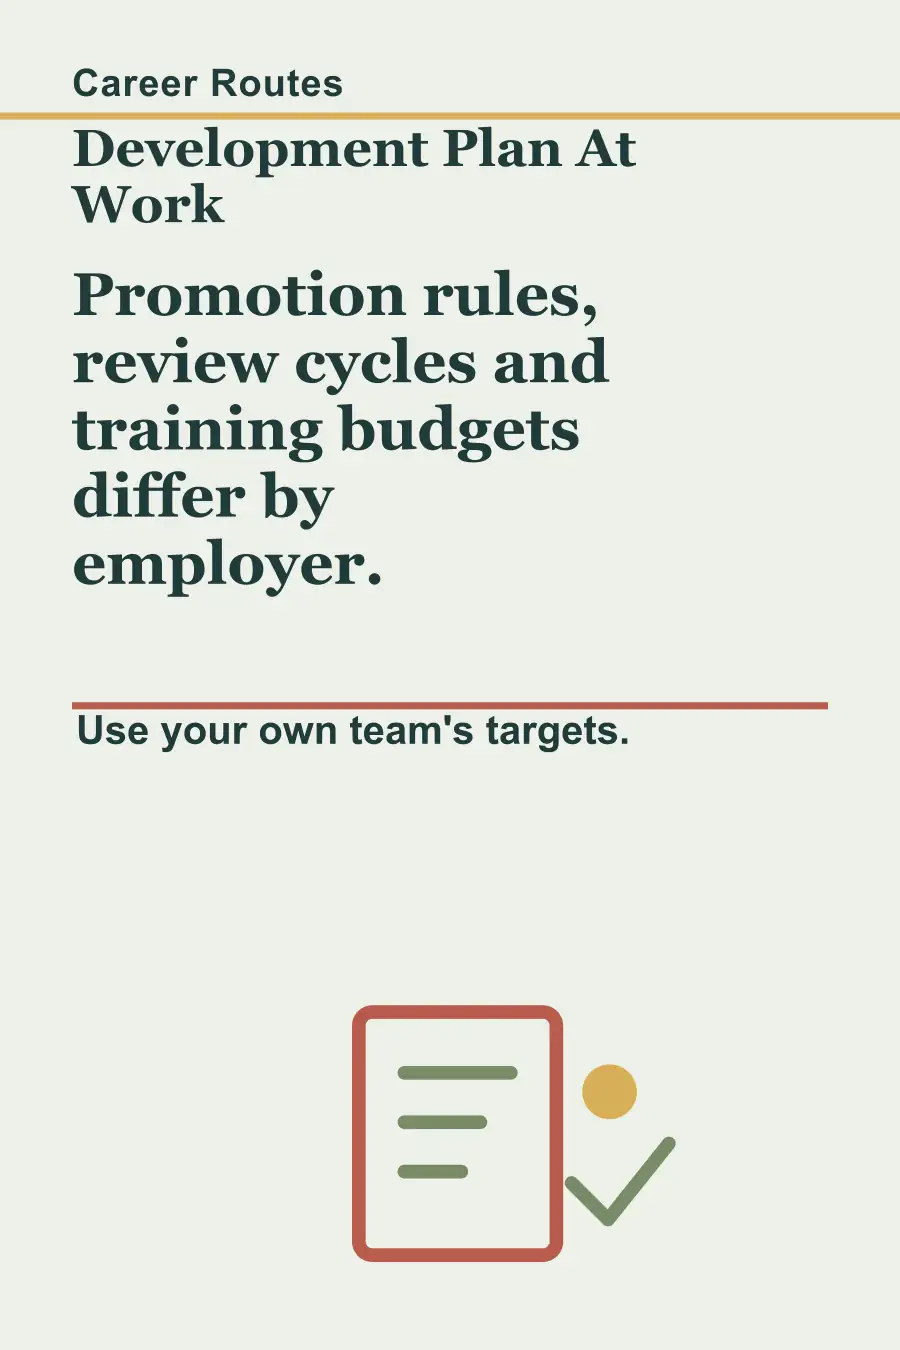 Career Routes
Development Plan At
Work
Promotion rules,
review cycles and
training budgets
differ by
employer.
Use your own team's targets.